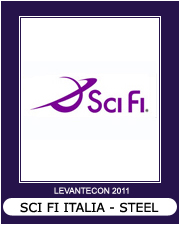 Sci Fi.
LEVANTECON 2011
SCI FI ITALIA - STEEL